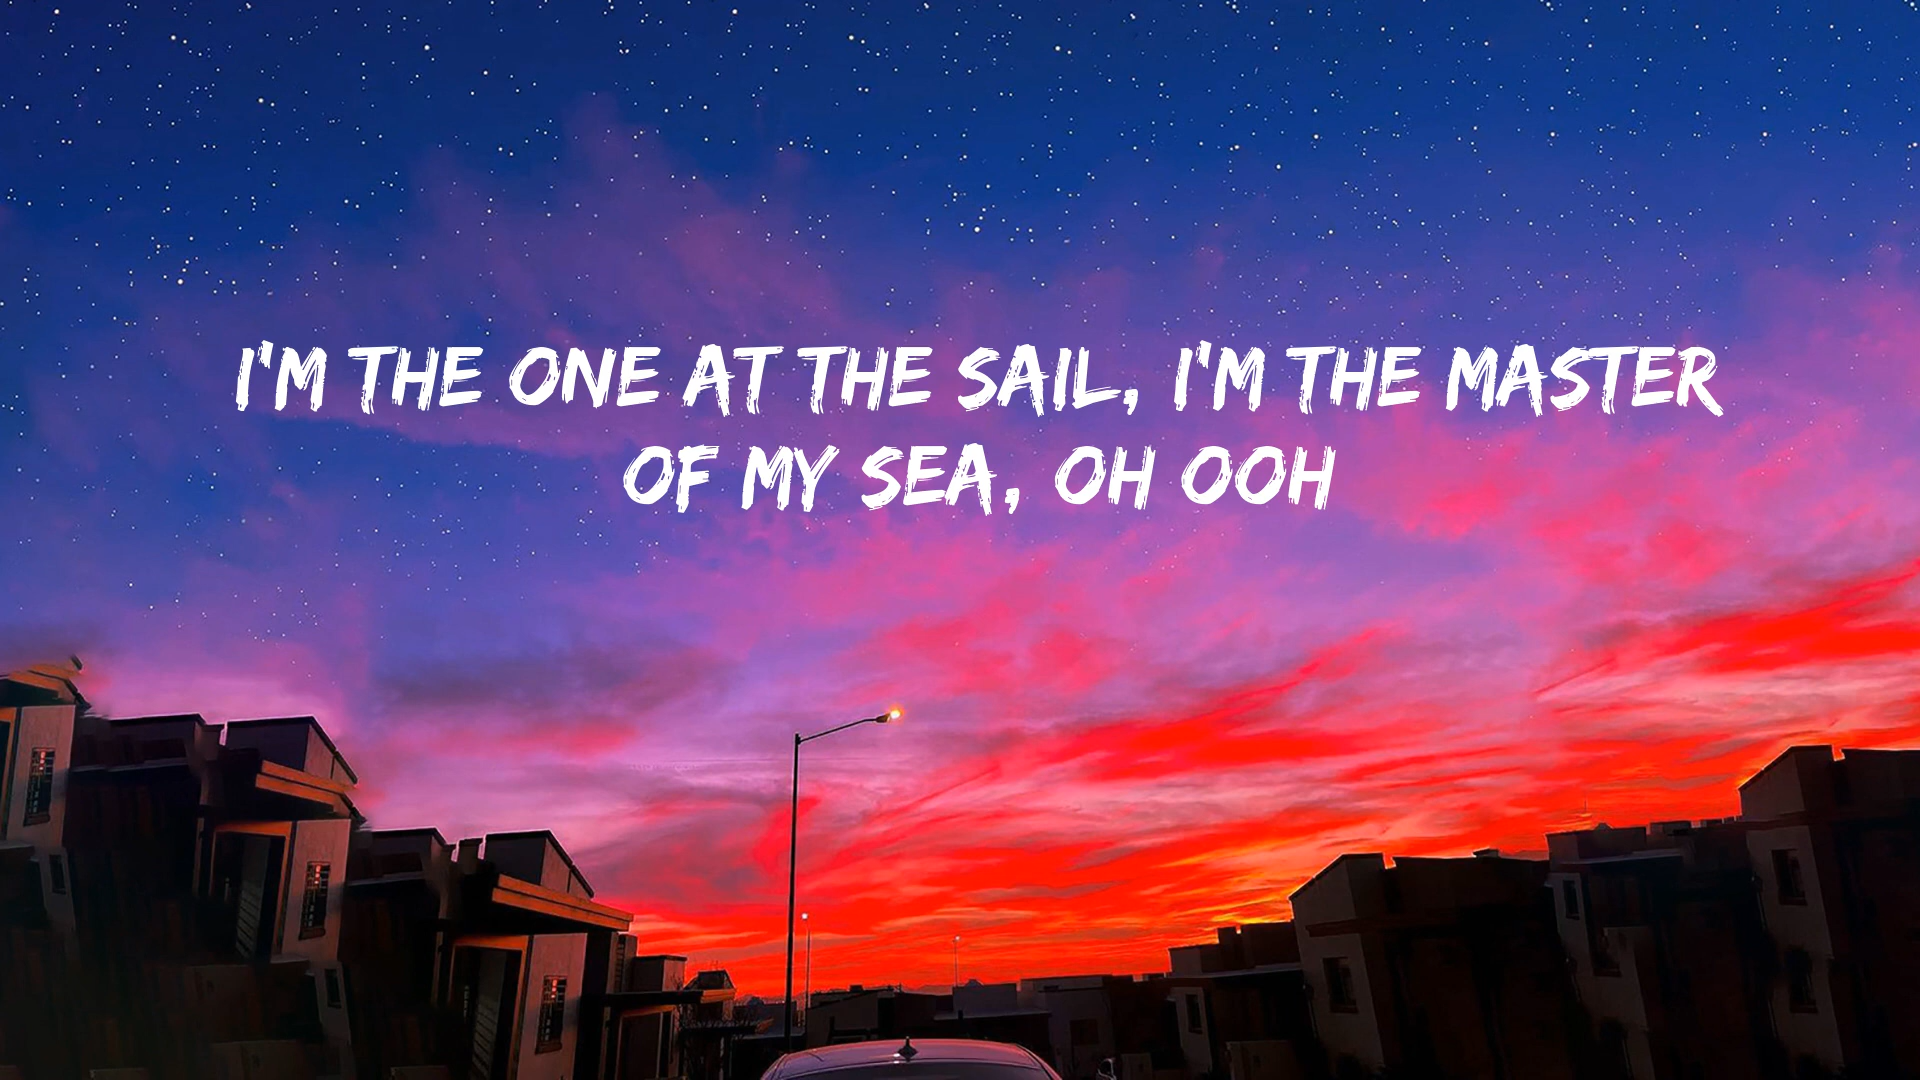 I'M THE ONE AT THE SAIL, I'M THE MASTER
OF MY SEA, OH OOH